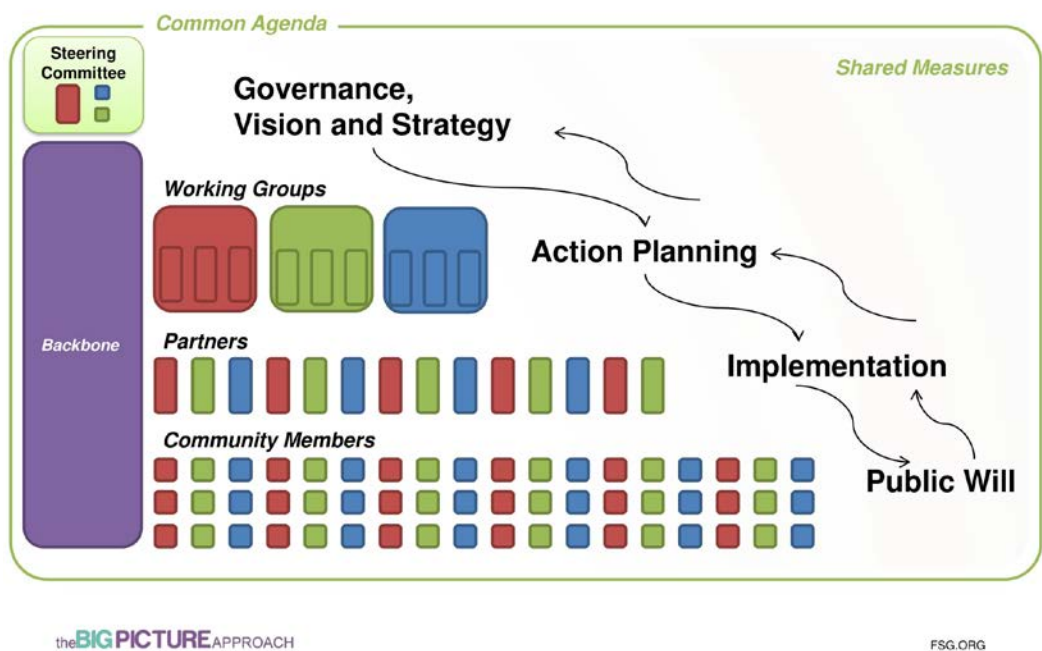 Common Agenda
Steering
Committee
Shared Measures
Governance,
Vision and Strategy
Working Groups
Action Planning
Backbone
Partners
Implementation
Community Members
Public Will
theBIGPICTUREAPPROACH
FSG.ORG